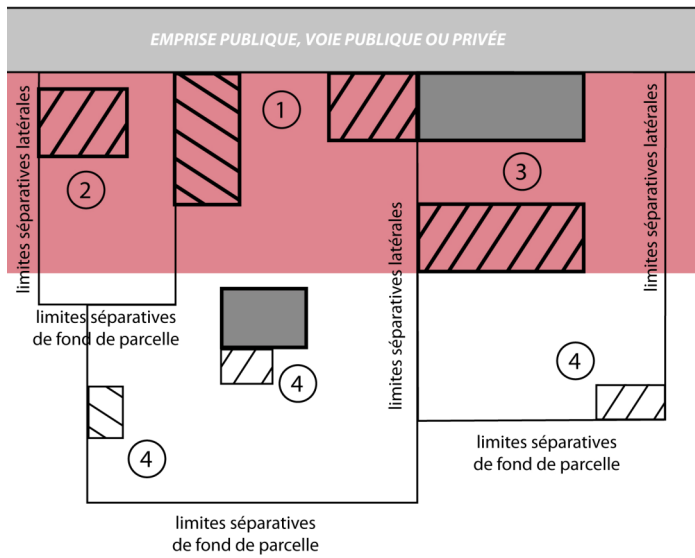 EMPRISE PUBLIQUE, VOIE PUBLIQUE OU PRIVÉE
limites séparatives latérales
1
2
3
limites séparatives latérales
limites séparatives latérales
limites séparatives
de fond de parcelle
4
4
4
limites séparatives
de fond de parcelle
limites séparatives
de fond de parcelle